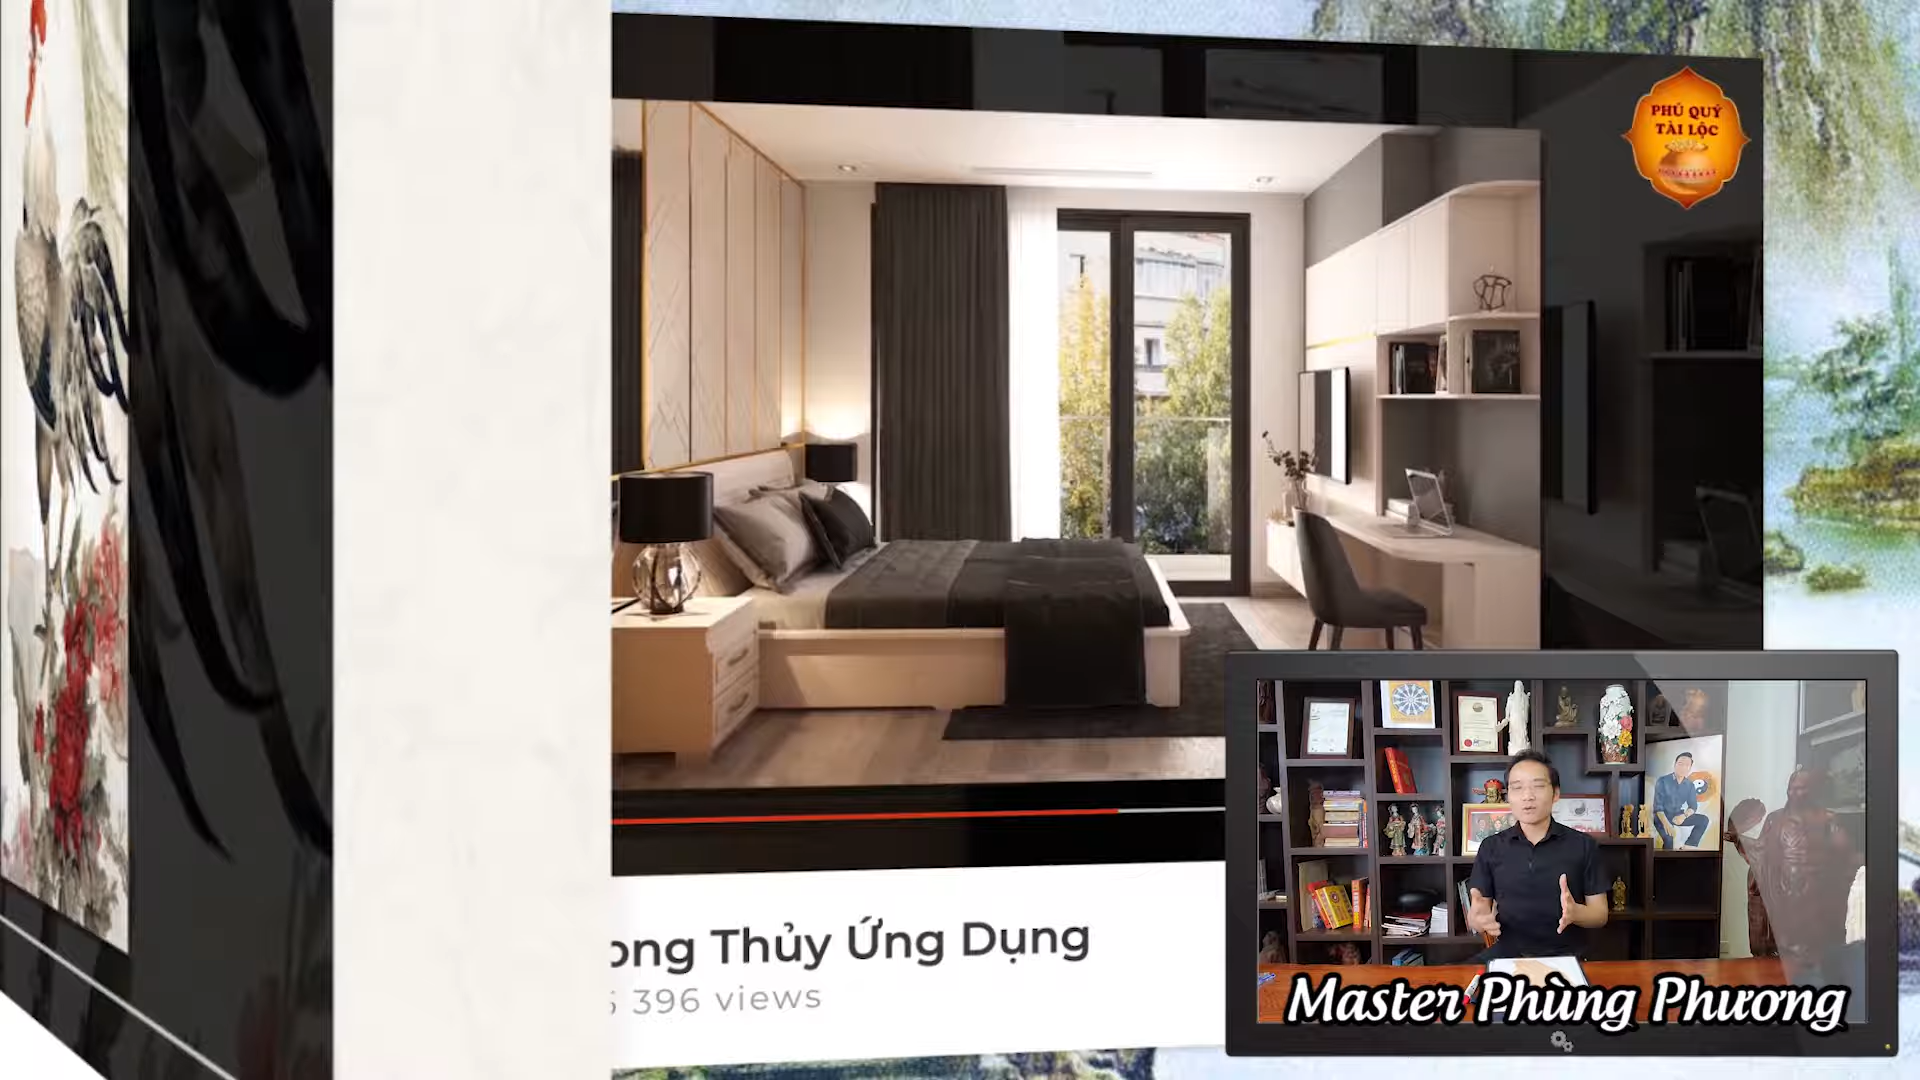 PHÚ QUÝ
TÀI LỘC
ong Thủy Ứng Dụng
396 views
Master Phùng Phương